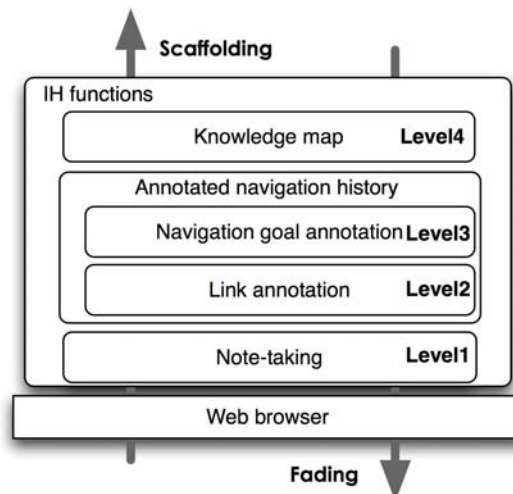 Scaffolding
IH functions
Knowledge map Level4
Annotated navigation history
Navigation goal annotation Level3
Link annotation Level2
Note-taking Level1
Web browser
Fading